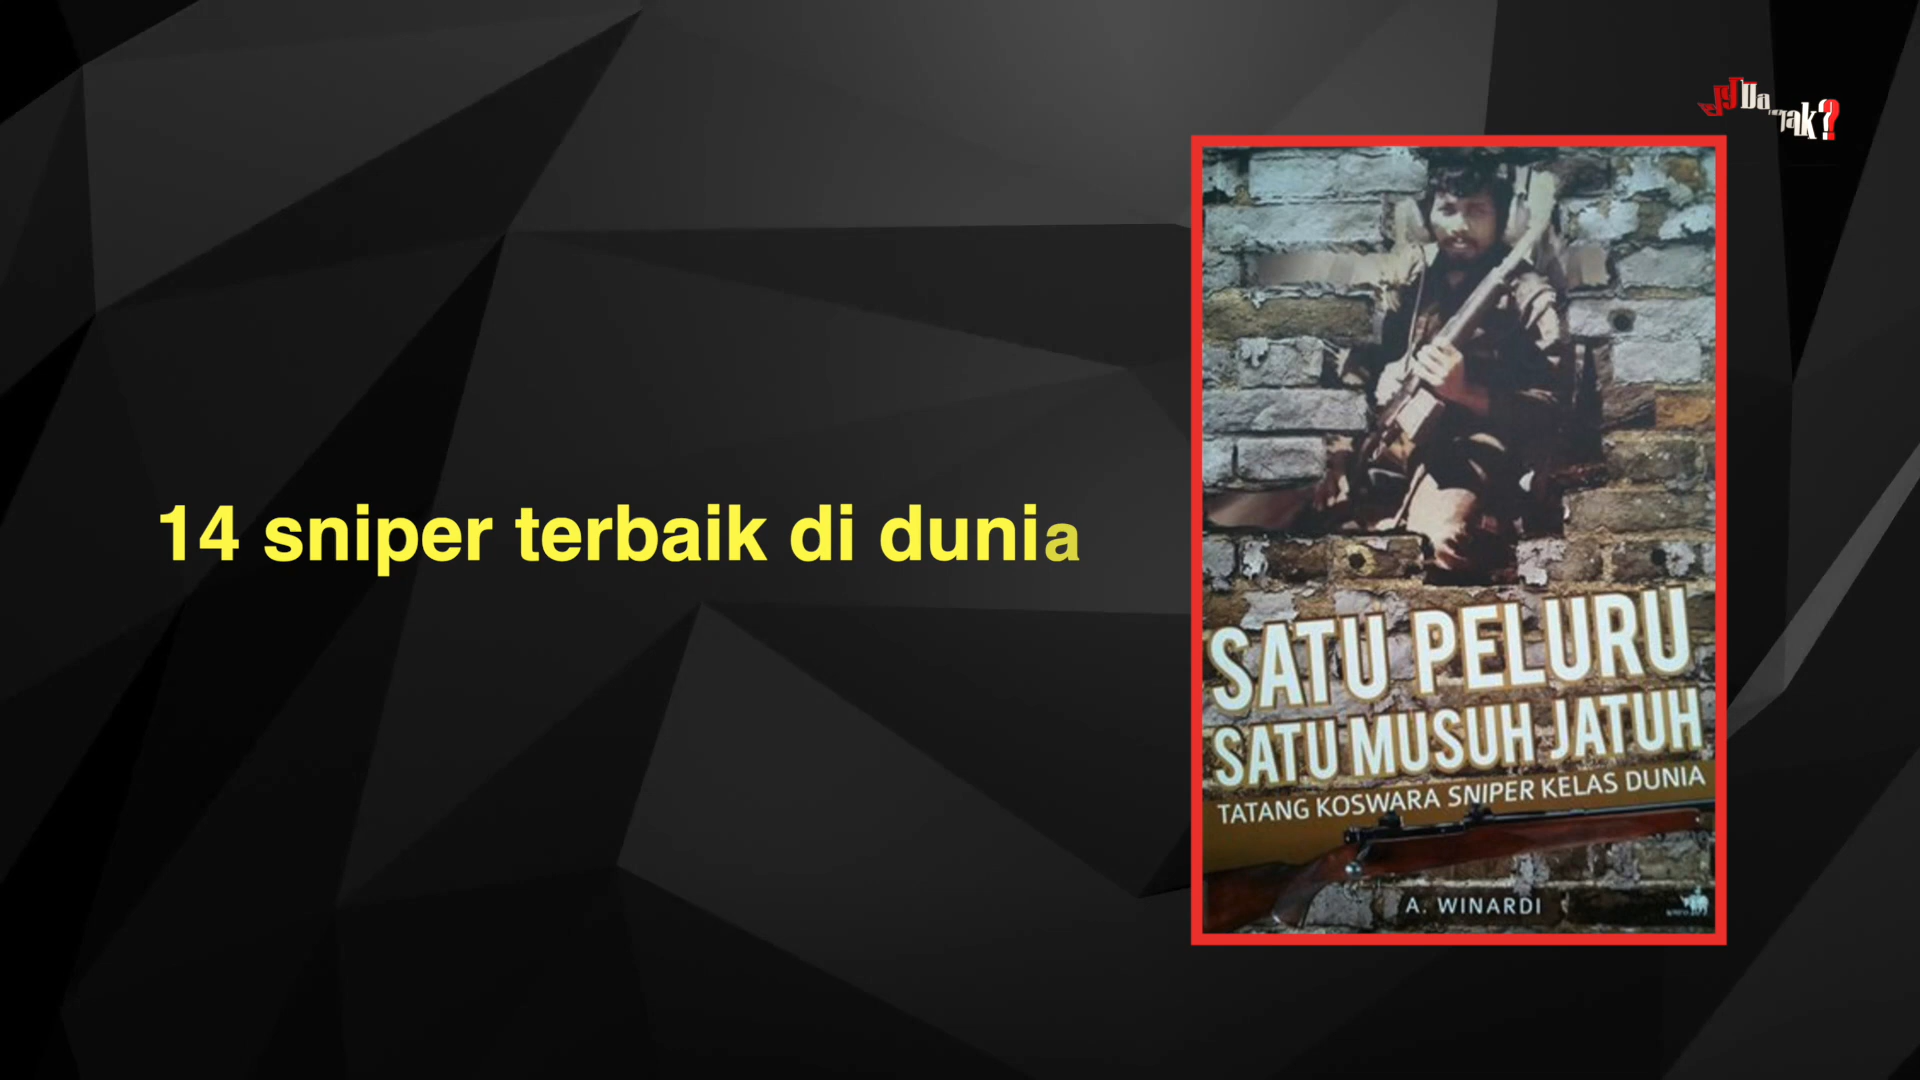 14 sniper terbaik di dunia
SATU PELURU
SATU MUSUH JATUH
TATANG KOSWARA SNIPER KELAS DUNIA
A. WINARDI